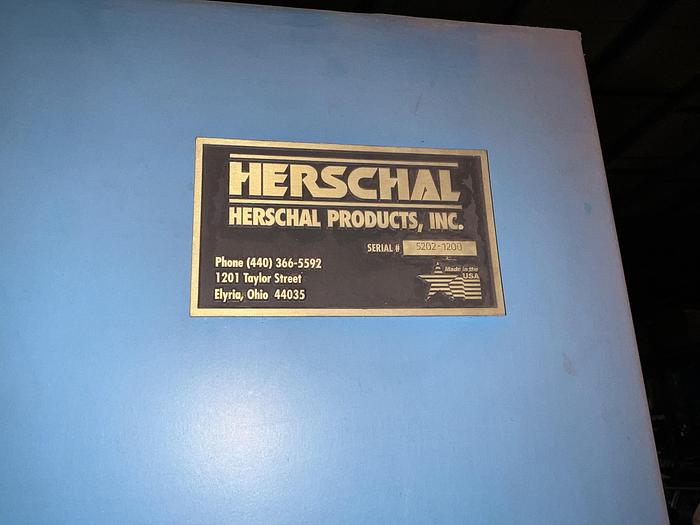 HERSCHAL
HERSCHAL PRODUCTS, INC.
SERIAL # 5202-1200
Phone (440) 366-5592
1201 Taylor Street
Elyria, Ohio 44035
Made in the
USA